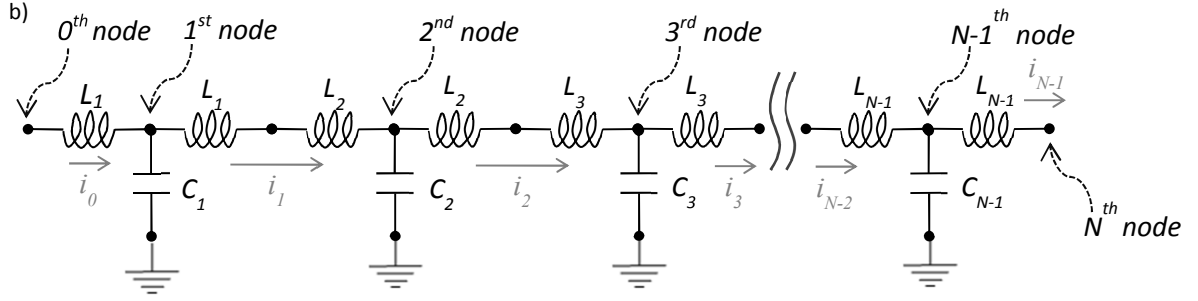 b)
0th node
1st node
2nd node
3rd node
N-1th node
L1 L1 L2 L2 L3 L3 LN-1 LN-1
iN-1
i0 i1 i2 i3 iN-2
C1 C2 C3 CN-1
Nth node